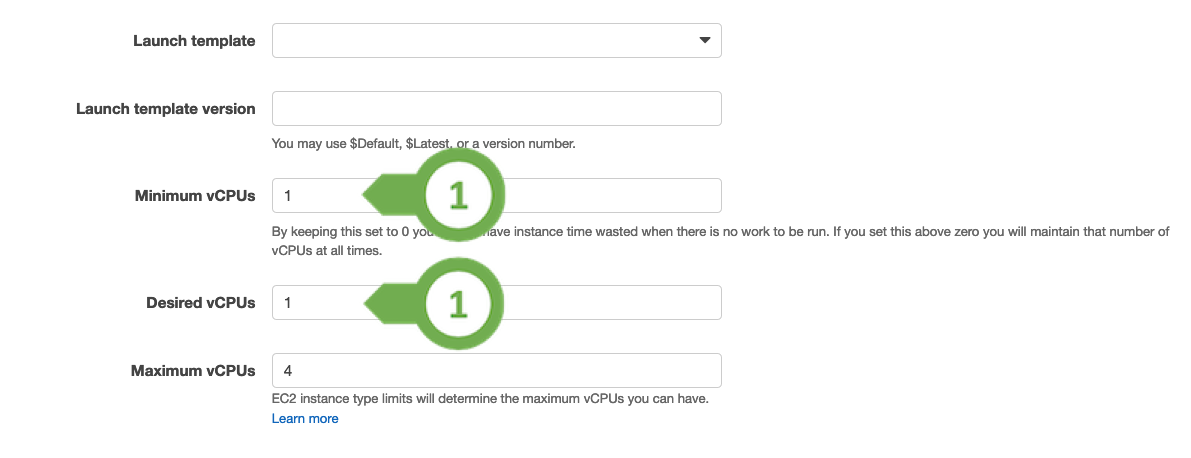 Launch template
Launch template version
You may use $Default, $Latest, or a version number.
Minimum vCPUs 1 1
By keeping this set to 0 you have instance time wasted when there is no work to be run. If you set this above zero you will maintain that number of
vCPUs at all times.
Desired vCPUs 1 1
Maximum vCPUs 4
EC2 instance type limits will determine the maximum vCPUs you can have.
Learn more